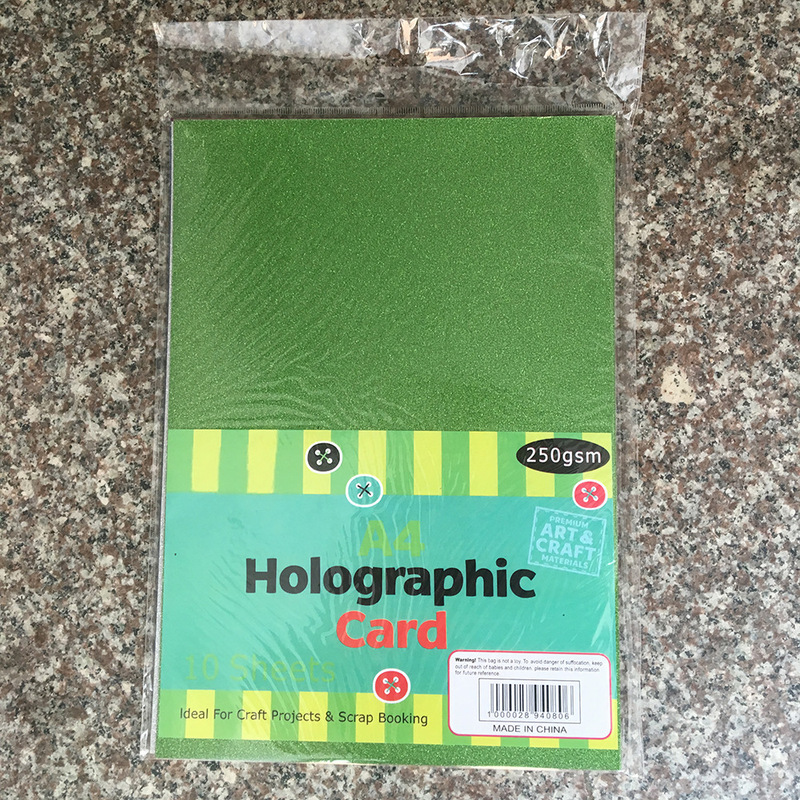 250gsm
PREMIUM
ART &
CRAFT
MATERIALS
A4
Holographic
Card
10 Sheets
Ideal For Craft Projects & Scrap Booking
Warning! This bag is not a toy. To avoid danger of suffocation, keep
out of reach of babies and children. please retain this information
for future reference.
1000028 940806
MADE IN CHINA